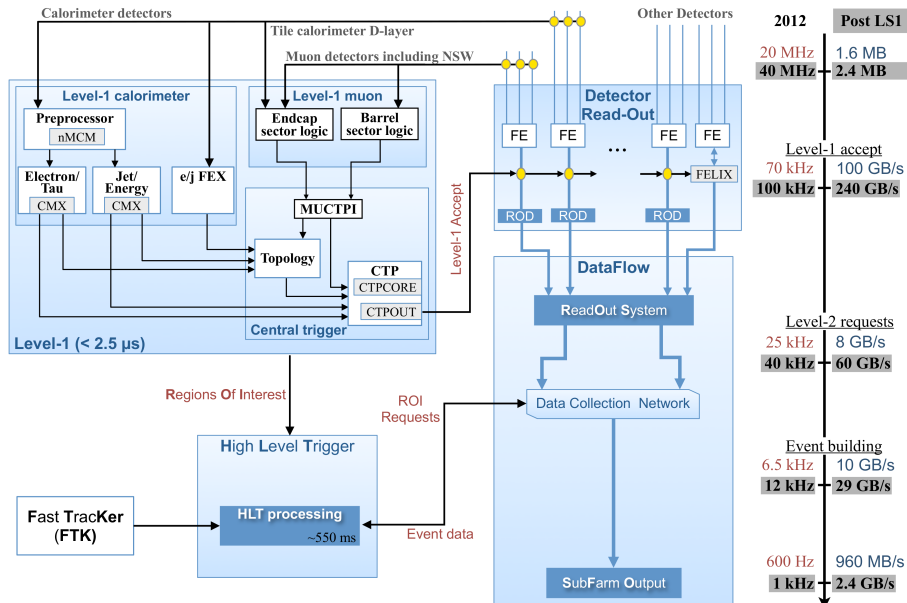 Calorimeter detectors
Tile calorimeter D-layer
Muon detectors including NSW
Other Detectors
2012
Post LS1
20 MHz
1.6 MB
40 MHz
2.4 MB
Level-1 calorimeter
Preprocessor
nMCM
Electron/
Tau
CMX
Jet/
Energy
CMX
e/j FEX
Level-1 muon
Endcap
sector logic
Barrel
sector logic
MUCTPI
Topology
CTP
CTPCORE
CTPOUT
Central trigger
Level-1 (< 2.5 µs)
Level-1 Accept
Detector
Read-Out
FE
FE
...
FE
FE
FELIX
ROD
ROD
ROD
DataFlow
ReadOut System
Data Collection Network
SubFarm Output
Regions Of Interest
ROI
Requests
Event data
High Level Trigger
HLT processing
~550 ms
Fast TracKer
(FTK)
Level-1 accept
70 kHz
100 GB/s
100 kHz
240 GB/s
Level-2 requests
25 kHz
8 GB/s
40 kHz
60 GB/s
Event building
6.5 kHz
10 GB/s
12 kHz
29 GB/s
600 Hz
960 MB/s
1 kHz
2.4 GB/s